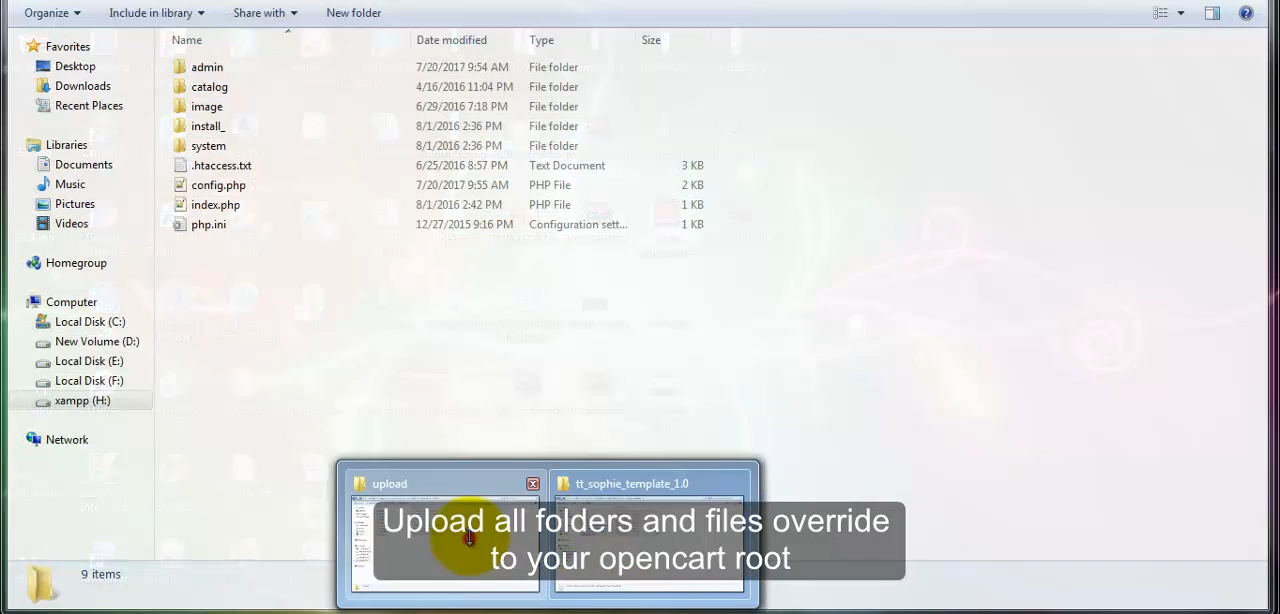 Organize Include in library Share with New folder
Name Date modified Type Size
Favorites
Desktop
Downloads
Recent Places
Libraries
Documents
Music
Pictures
Videos
Homegroup
Computer
Local Disk (C:)
New Volume (D:)
Local Disk (E:)
Local Disk (F:)
xampp (H:)
Network
admin 7/20/2017 9:54 AM File folder
catalog 4/16/2016 11:04 PM File folder
image 6/29/2016 7:18 PM File folder
install_ 8/1/2016 2:36 PM File folder
system 8/1/2016 2:36 PM File folder
.htaccess.txt 6/25/2016 8:57 PM Text Document 3 KB
config.php 7/20/2017 9:55 AM PHP File 2 KB
index.php 8/1/2016 2:42 PM PHP File 1 KB
php.ini 12/27/2015 9:16 PM Configuration sett... 1 KB
upload tt_sophie_template_1.0
Upload all folders and files override
to your opencart root
9 items